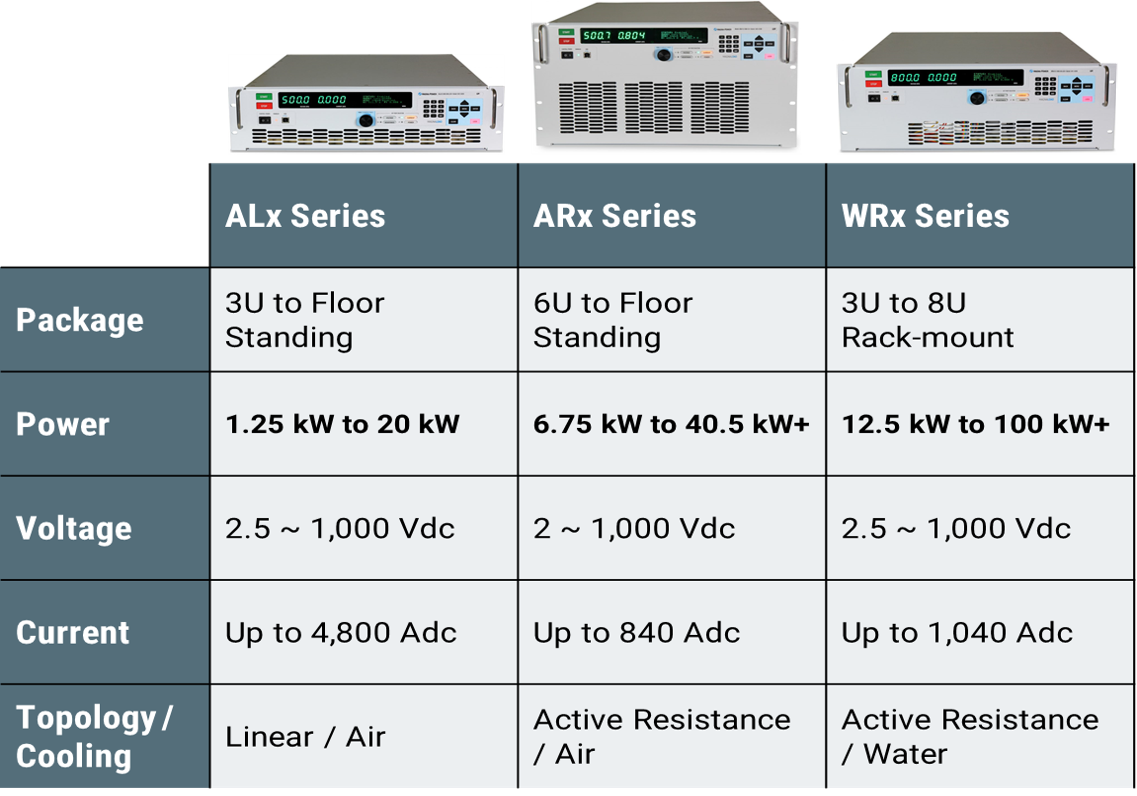 500.0 0.000
500.7 0.804
800.0 0.000
ALx Series
ARx Series
WRx Series
Package
3U to Floor
Standing
6U to Floor
Standing
3U to 8U
Rack-mount
Power
1.25 kW to 20 kW
6.75 kW to 40.5 kW+
12.5 kW to 100 kW+
Voltage
2.5 ~ 1,000 Vdc
2 ~ 1,000 Vdc
2.5 ~ 1,000 Vdc
Current
Up to 4,800 Adc
Up to 840 Adc
Up to 1,040 Adc
Topology /
Cooling
Linear / Air
Active Resistance
/ Air
Active Resistance
/ Water